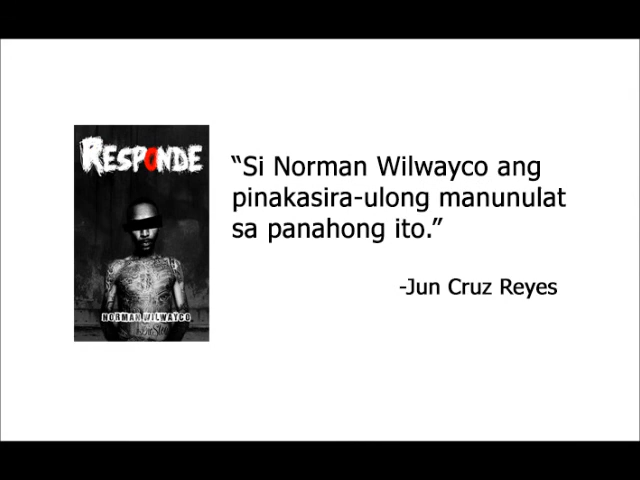 RESPONDE
NORMAN WILWAYCO
"Si Norman Wilwayco ang
pinakasira-ulong manunulat
sa panahong ito."
-Jun Cruz Reyes